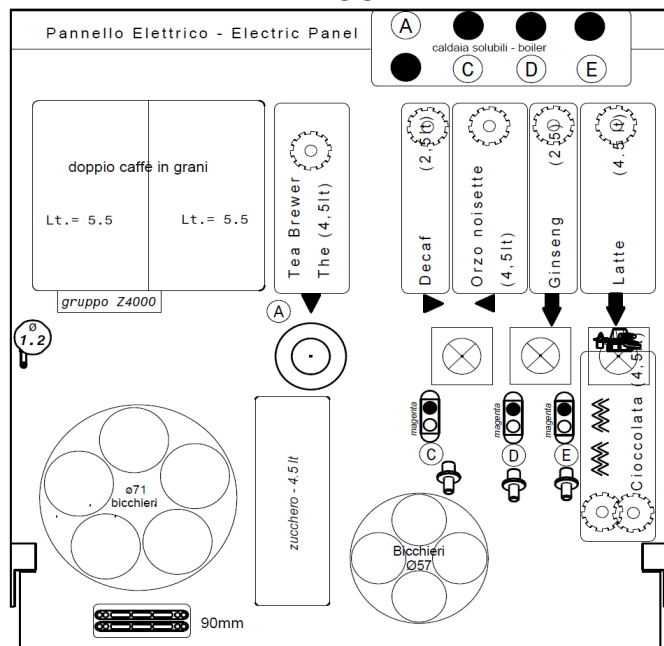 Pannello Elettrico - Electric Panel
A
caldaia solubili - boiler
C D E
doppio caffè in grani
Lt.= 5.5 Lt.= 5.5
gruppo Z4000
Tea Brewer
The (4,5lt)
Decaf (2,5lt)
Orzo noisette
(4,5lt)
Ginseng (2,5)
Latte (4.5lt)
A
Ø
1.2
Cioccolata (4,5lt)
magenta
C
magenta
D
magenta
E
ø71
bicchieri
zucchero - 4.5 lt
Bicchieri
Ø57
90mm